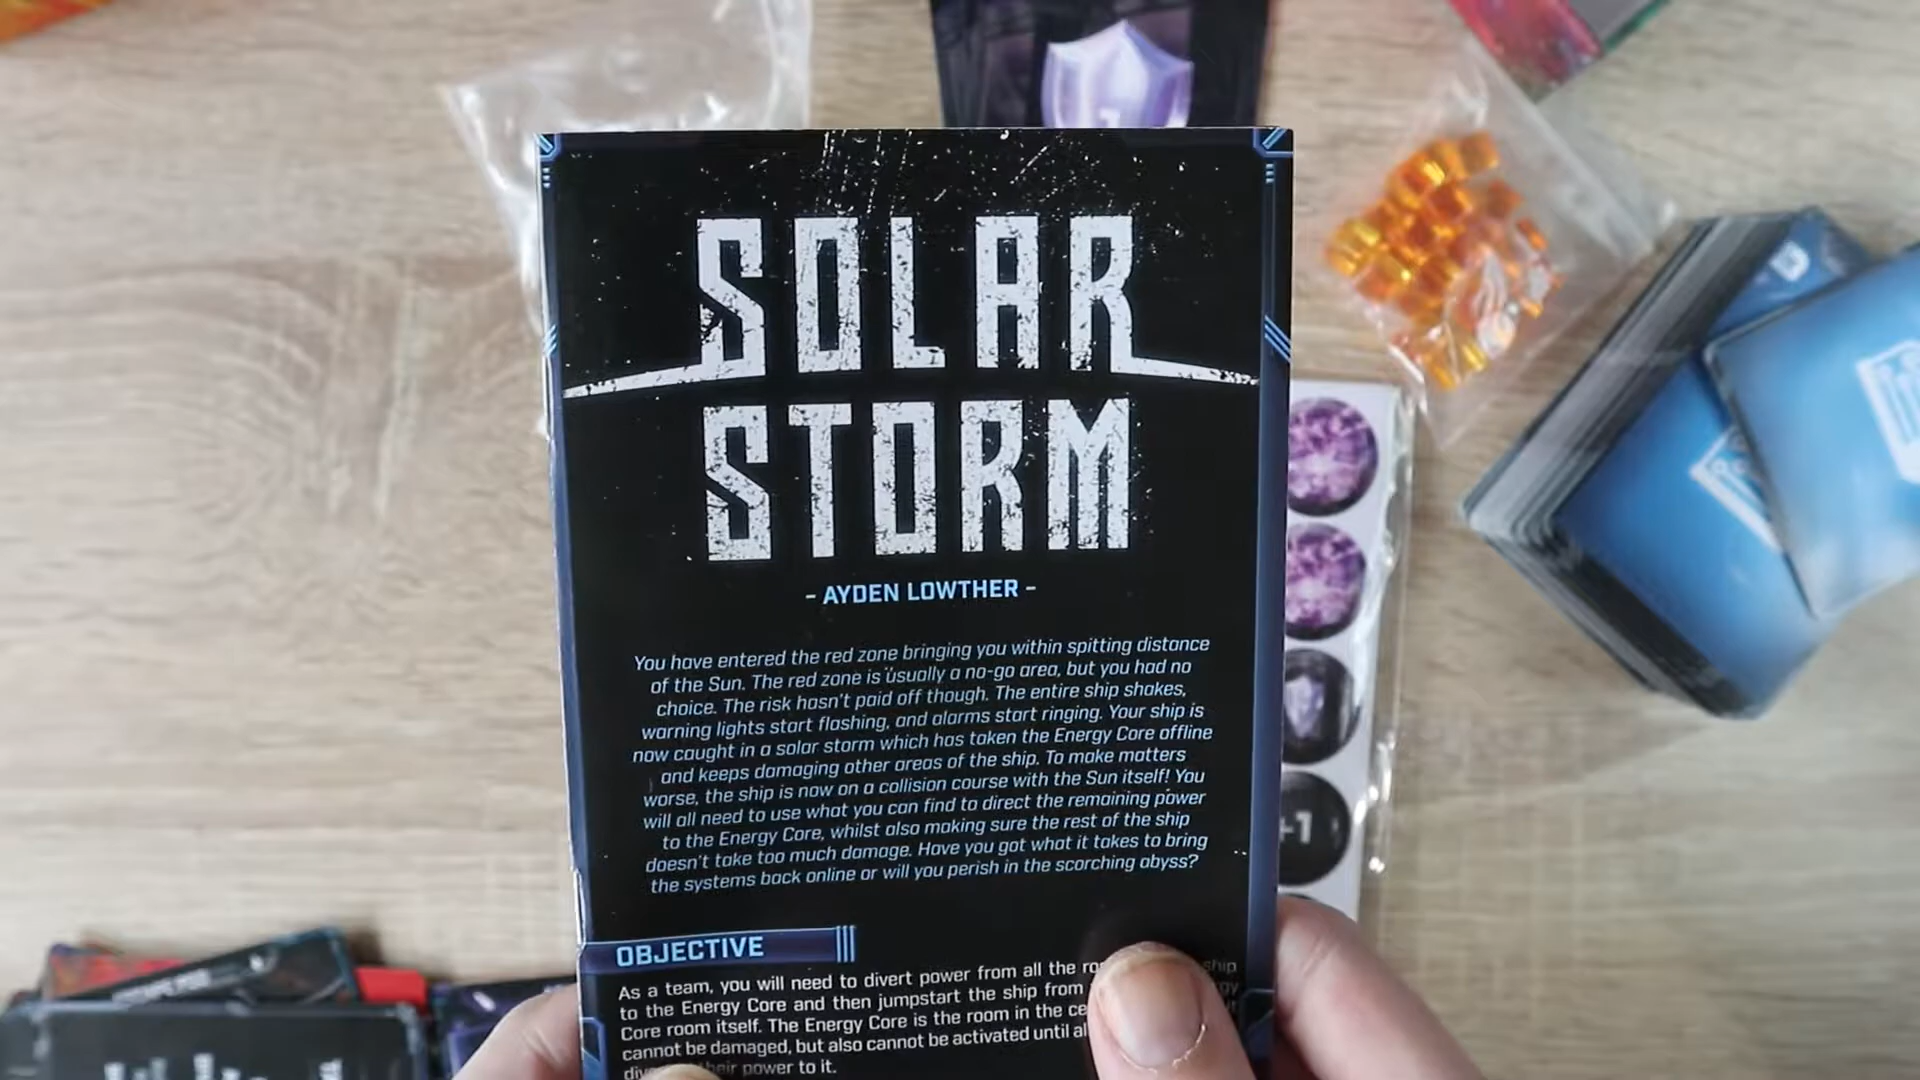 SOLAR
STORM
- AYDEN LOWTHER -
You have entered the red zone bringing you within spitting distance
of the Sun. The red zone is usually a no-go area, but you had no
choice. The risk hasn't paid off though. The entire ship shakes,
warning lights start flashing, and alarms start ringing. Your ship is
now caught in a solar storm which has taken the Energy Core offline
and keeps damaging other areas of the ship. To make matters
worse, the ship is now on a collision course with the Sun itself! You
will all need to use what you can find to direct the remaining power
to the Energy Core, whilst also making sure the rest of the ship
doesn't take too much damage. Have you got what it takes to bring
the systems back online or will you perish in the scorching abyss?
OBJECTIVE
As a team, you will need to divert power from all the ship
to the Energy Core and then jumpstart the ship from
Core room itself. The Energy Core is the room in the
cannot be damaged, but also cannot be activated until
their power to it.
+1